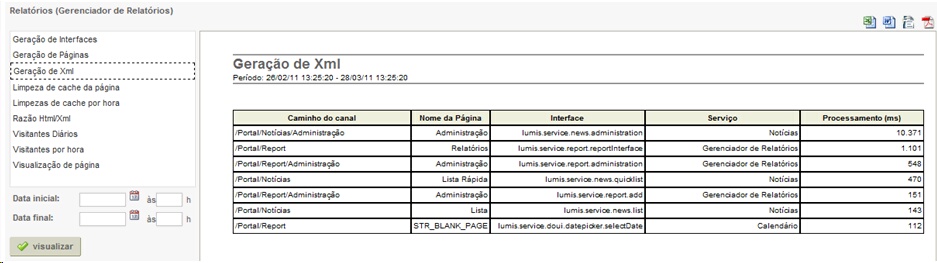 Relatórios (Gerenciador de Relatórios)
Geração de Interfaces
Geração de Páginas
Geração de Xml
Limpeza de cache da página
Limpezas de cache por hora
Razão Html/Xml
Visitantes Diários
Visitantes por hora
Visualização de página
Data inicial: às h
Data final: às h
visualizar
Geração de Xml
Período: 26/02/11 13:25:20 - 28/03/11 13:25:20
Caminho do canal Nome da Página Interface Serviço Processamento (ms)
/Portal/Notícias/Administração Administração lumis.service.news.administration Notícias 10.371
/Portal/Report Relatórios lumis.service.report.reportInterface Gerenciador de Relatórios 1.101
/Portal/Report/Administração Administração lumis.service.report.administration Gerenciador de Relatórios 548
/Portal/Notícias Lista Rápida lumis.service.news.quicklist Notícias 470
/Portal/Report/Administração Administração lumis.service.report.add Gerenciador de Relatórios 151
/Portal/Notícias Lista lumis.service.news.list Notícias 143
/Portal/Report STR_BLANK_PAGE lumis.service.doui.datepicker.selectDate Calendário 112